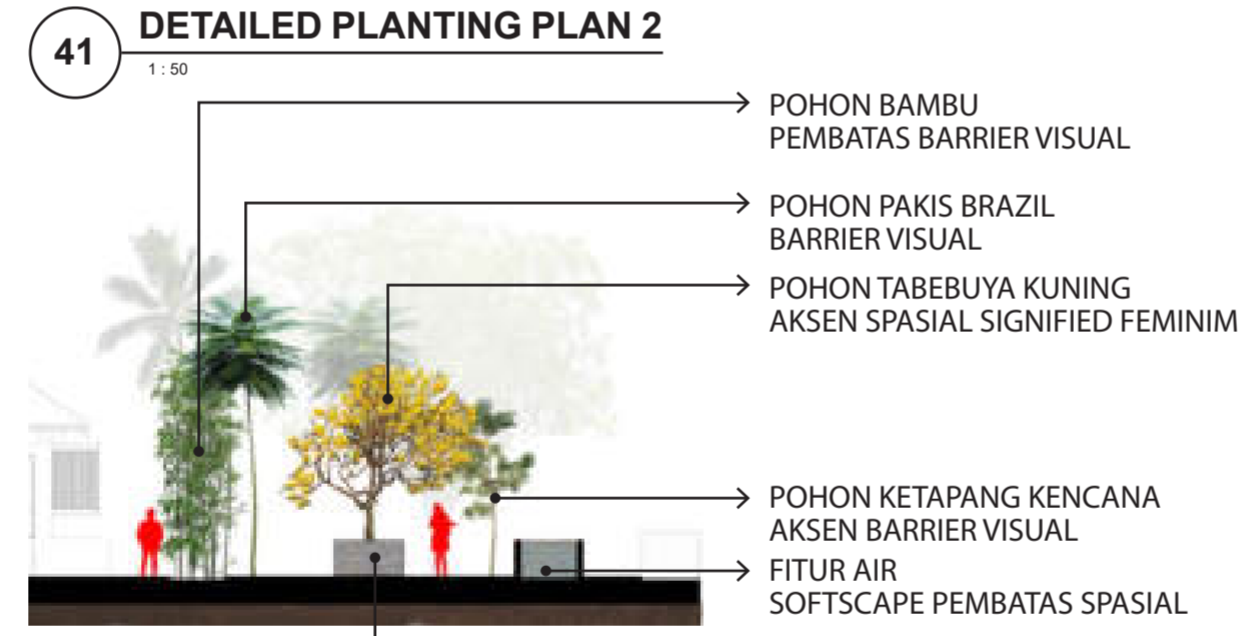 41
DETAILED PLANTING PLAN 2
1 : 50
POHON BAMBU
PEMBATAS BARRIER VISUAL
POHON PAKIS BRAZIL
BARRIER VISUAL
POHON TABEBUYA KUNING
AKSEN SPASIAL SIGNIFIED FEMINIM
POHON KETAPANG KENCANA
AKSEN BARRIER VISUAL
FITUR AIR
SOFTSCAPE PEMBATAS SPASIAL